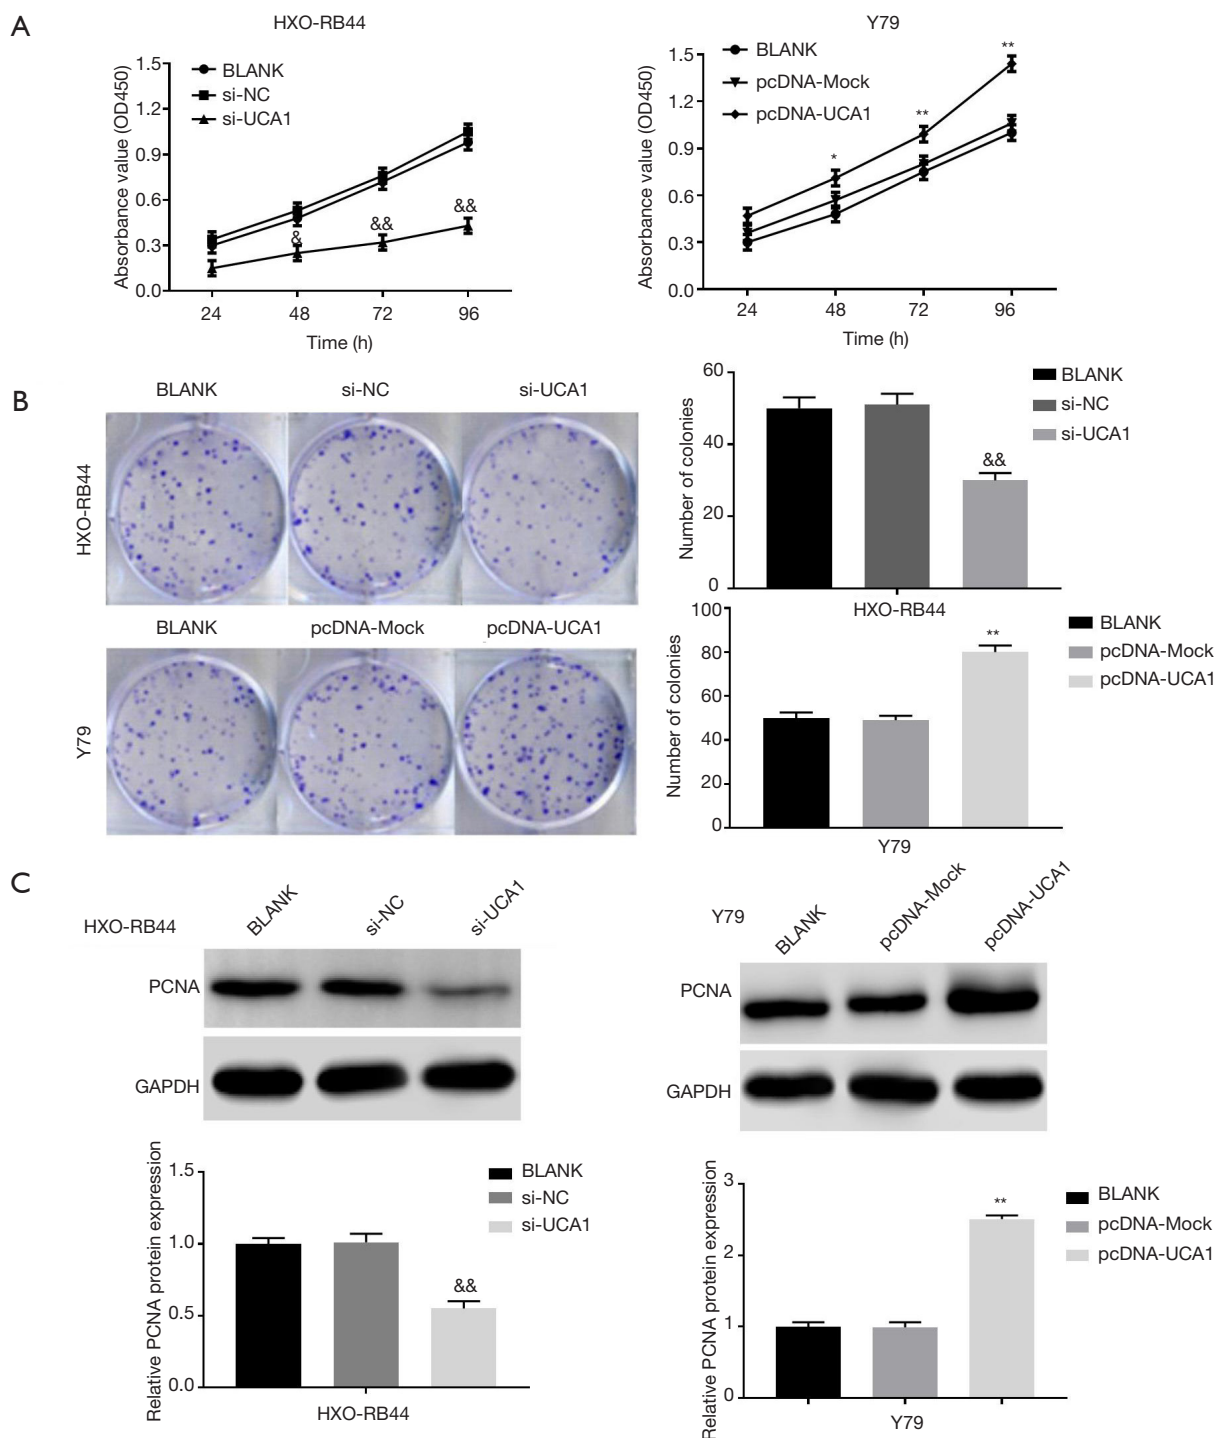 A
HXO-RB44
Absorbance value (OD450)
1.5
1.2
0.9
0.6
0.3
0.0
BLANK
si-NC
si-UCA1
&
&&
&&
24 48 72 96
Time (h)
Y79
Absorbance value (OD450)
1.5
1.2
0.9
0.6
0.3
0.0
BLANK
pcDNA-Mock
pcDNA-UCA1
*
**
**
24 48 72 96
Time (h)
B
BLANK si-NC si-UCA1
HXO-RB44
BLANK pcDNA-Mock pcDNA-UCA1
Y79
Number of colonies
60
40
20
0
&&
BLANK
si-NC
si-UCA1
HXO-RB44
Number of colonies
100
80
60
40
20
0
**
BLANK
pcDNA-Mock
pcDNA-UCA1
Y79
C
HXO-RB44
BLANK si-NC si-UCA1
PCNA
GAPDH
Relative PCNA protein expression
1.5
1.0
0.5
0.0
&&
BLANK
si-NC
si-UCA1
HXO-RB44
Y79
BLANK pcDNA-Mock pcDNA-UCA1
PCNA
GAPDH
Relative PCNA protein expression
3
2
1
0
**
BLANK
pcDNA-Mock
pcDNA-UCA1
Y79